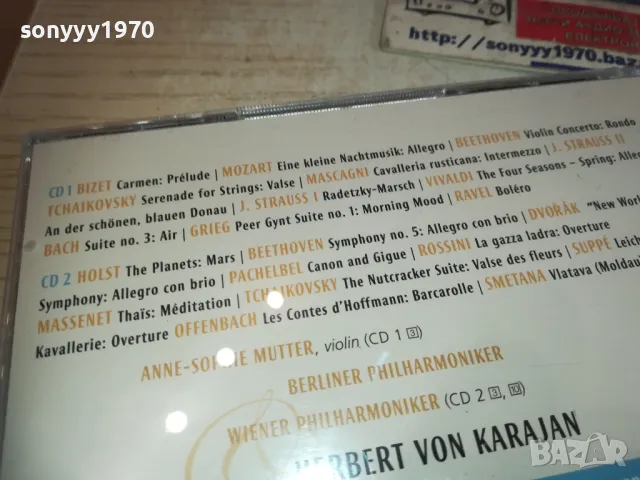 sonyyy1970
http://sonyyy1970.baz
CD 1 BIZET Carmen: Prélude | MOZART Eine kleine Nachtmusik: Allegro | BEETHOVEN Violin Concerto: Rondo
TCHAIKOVSKY Serenade for Strings: Valse | MASCAGNI Cavalleria rusticana: Intermezzo | J. STRAUSS II
An der schönen, blauen Donau | J. STRAUSS I Radetzky-Marsch | VIVALDI The Four Seasons – Spring: Alle
BACH Suite no. 3: Air | GRIEG Peer Gynt Suite no. 1: Morning Mood | RAVEL Boléro
CD 2 HOLST The Planets: Mars | BEETHOVEN Symphony no. 5: Allegro con brio | DVOŘÁK "New World
Symphony: Allegro con brio | PACHELBEL Canon and Gigue | ROSSINI La gazza ladra: Overture
MASSENET Thaïs: Méditation | TCHAIKOVSKY The Nutcracker Suite: Valse des fleurs | SUPPÉ Leich
Kavallerie: Overture OFFENBACH Les Contes d'Hoffmann: Barcarolle | SMETANA Vlatava (Moldau
ANNE-SOPHIE MUTTER, violin (CD 1 3)
BERLINER PHILHARMONIKER
WIENER PHILHARMONIKER (CD 2 3, 10)
HERBERT VON KARAJAN
sonyyy1970
BAZAR